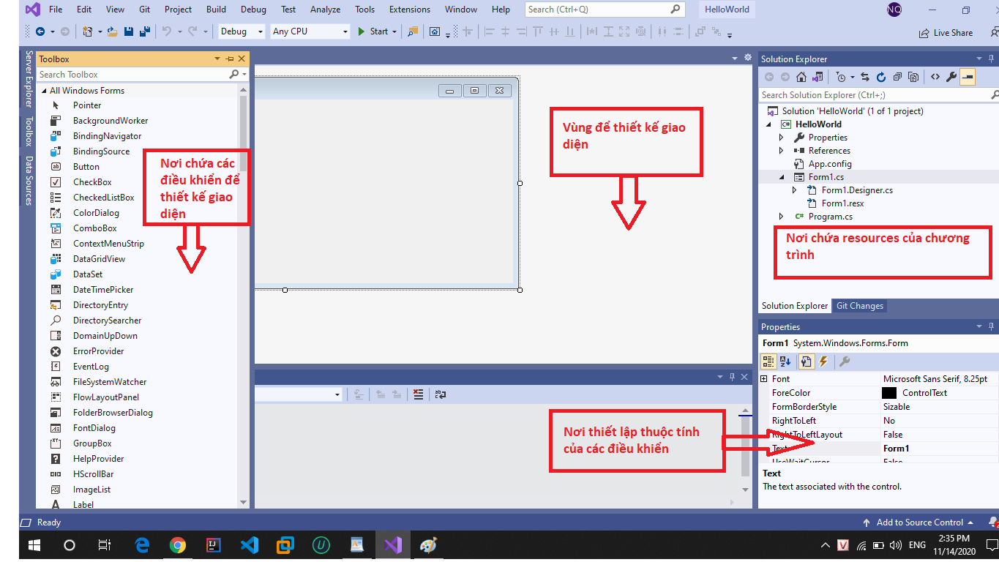 File Edit View Git Project Build Debug Test Analyze Tools Extensions Window Help Search (Ctrl+Q) HelloWorld NQ
Debug Any CPU Start Live Share
Server Explorer
Toolbox
Data Sources
Toolbox
Search Toolbox
All Windows Forms
Pointer
BackgroundWorker
BindingNavigator
BindingSource
Button
CheckBox
CheckedListBox
ColorDialog
ComboBox
ContextMenuStrip
DataGridView
DataSet
DateTimePicker
DirectoryEntry
DirectorySearcher
DomainUpDown
ErrorProvider
EventLog
FileSystemWatcher
FlowLayoutPanel
FolderBrowserDialog
FontDialog
GroupBox
HelpProvider
HScrollBar
ImageList
Label
Nơi chứa các
điều khiển để
thiết kế giao
diện
Vùng để thiết kế giao
diện
Nơi thiết lập thuộc tính
của các điều khiển
Solution Explorer
Search Solution Explorer (Ctrl+;)
Solution 'HelloWorld' (1 of 1 project)
HelloWorld
Properties
References
App.config
Form1.cs
Form1.Designer.cs
Form1.resx
Program.cs
Nơi chứa resources của chương
trình
Solution Explorer Git Changes
Properties
Form1 System.Windows.Forms.Form
Font Microsoft Sans Serif, 8.25pt
ForeColor ControlText
FormBorderStyle Sizable
RightToLeft No
RightToLeftLayout False
Text Form1
UseWaitCursor False
Text
The text associated with the control.
Ready Add to Source Control 2
ENG 2:35 PM
11/14/2020